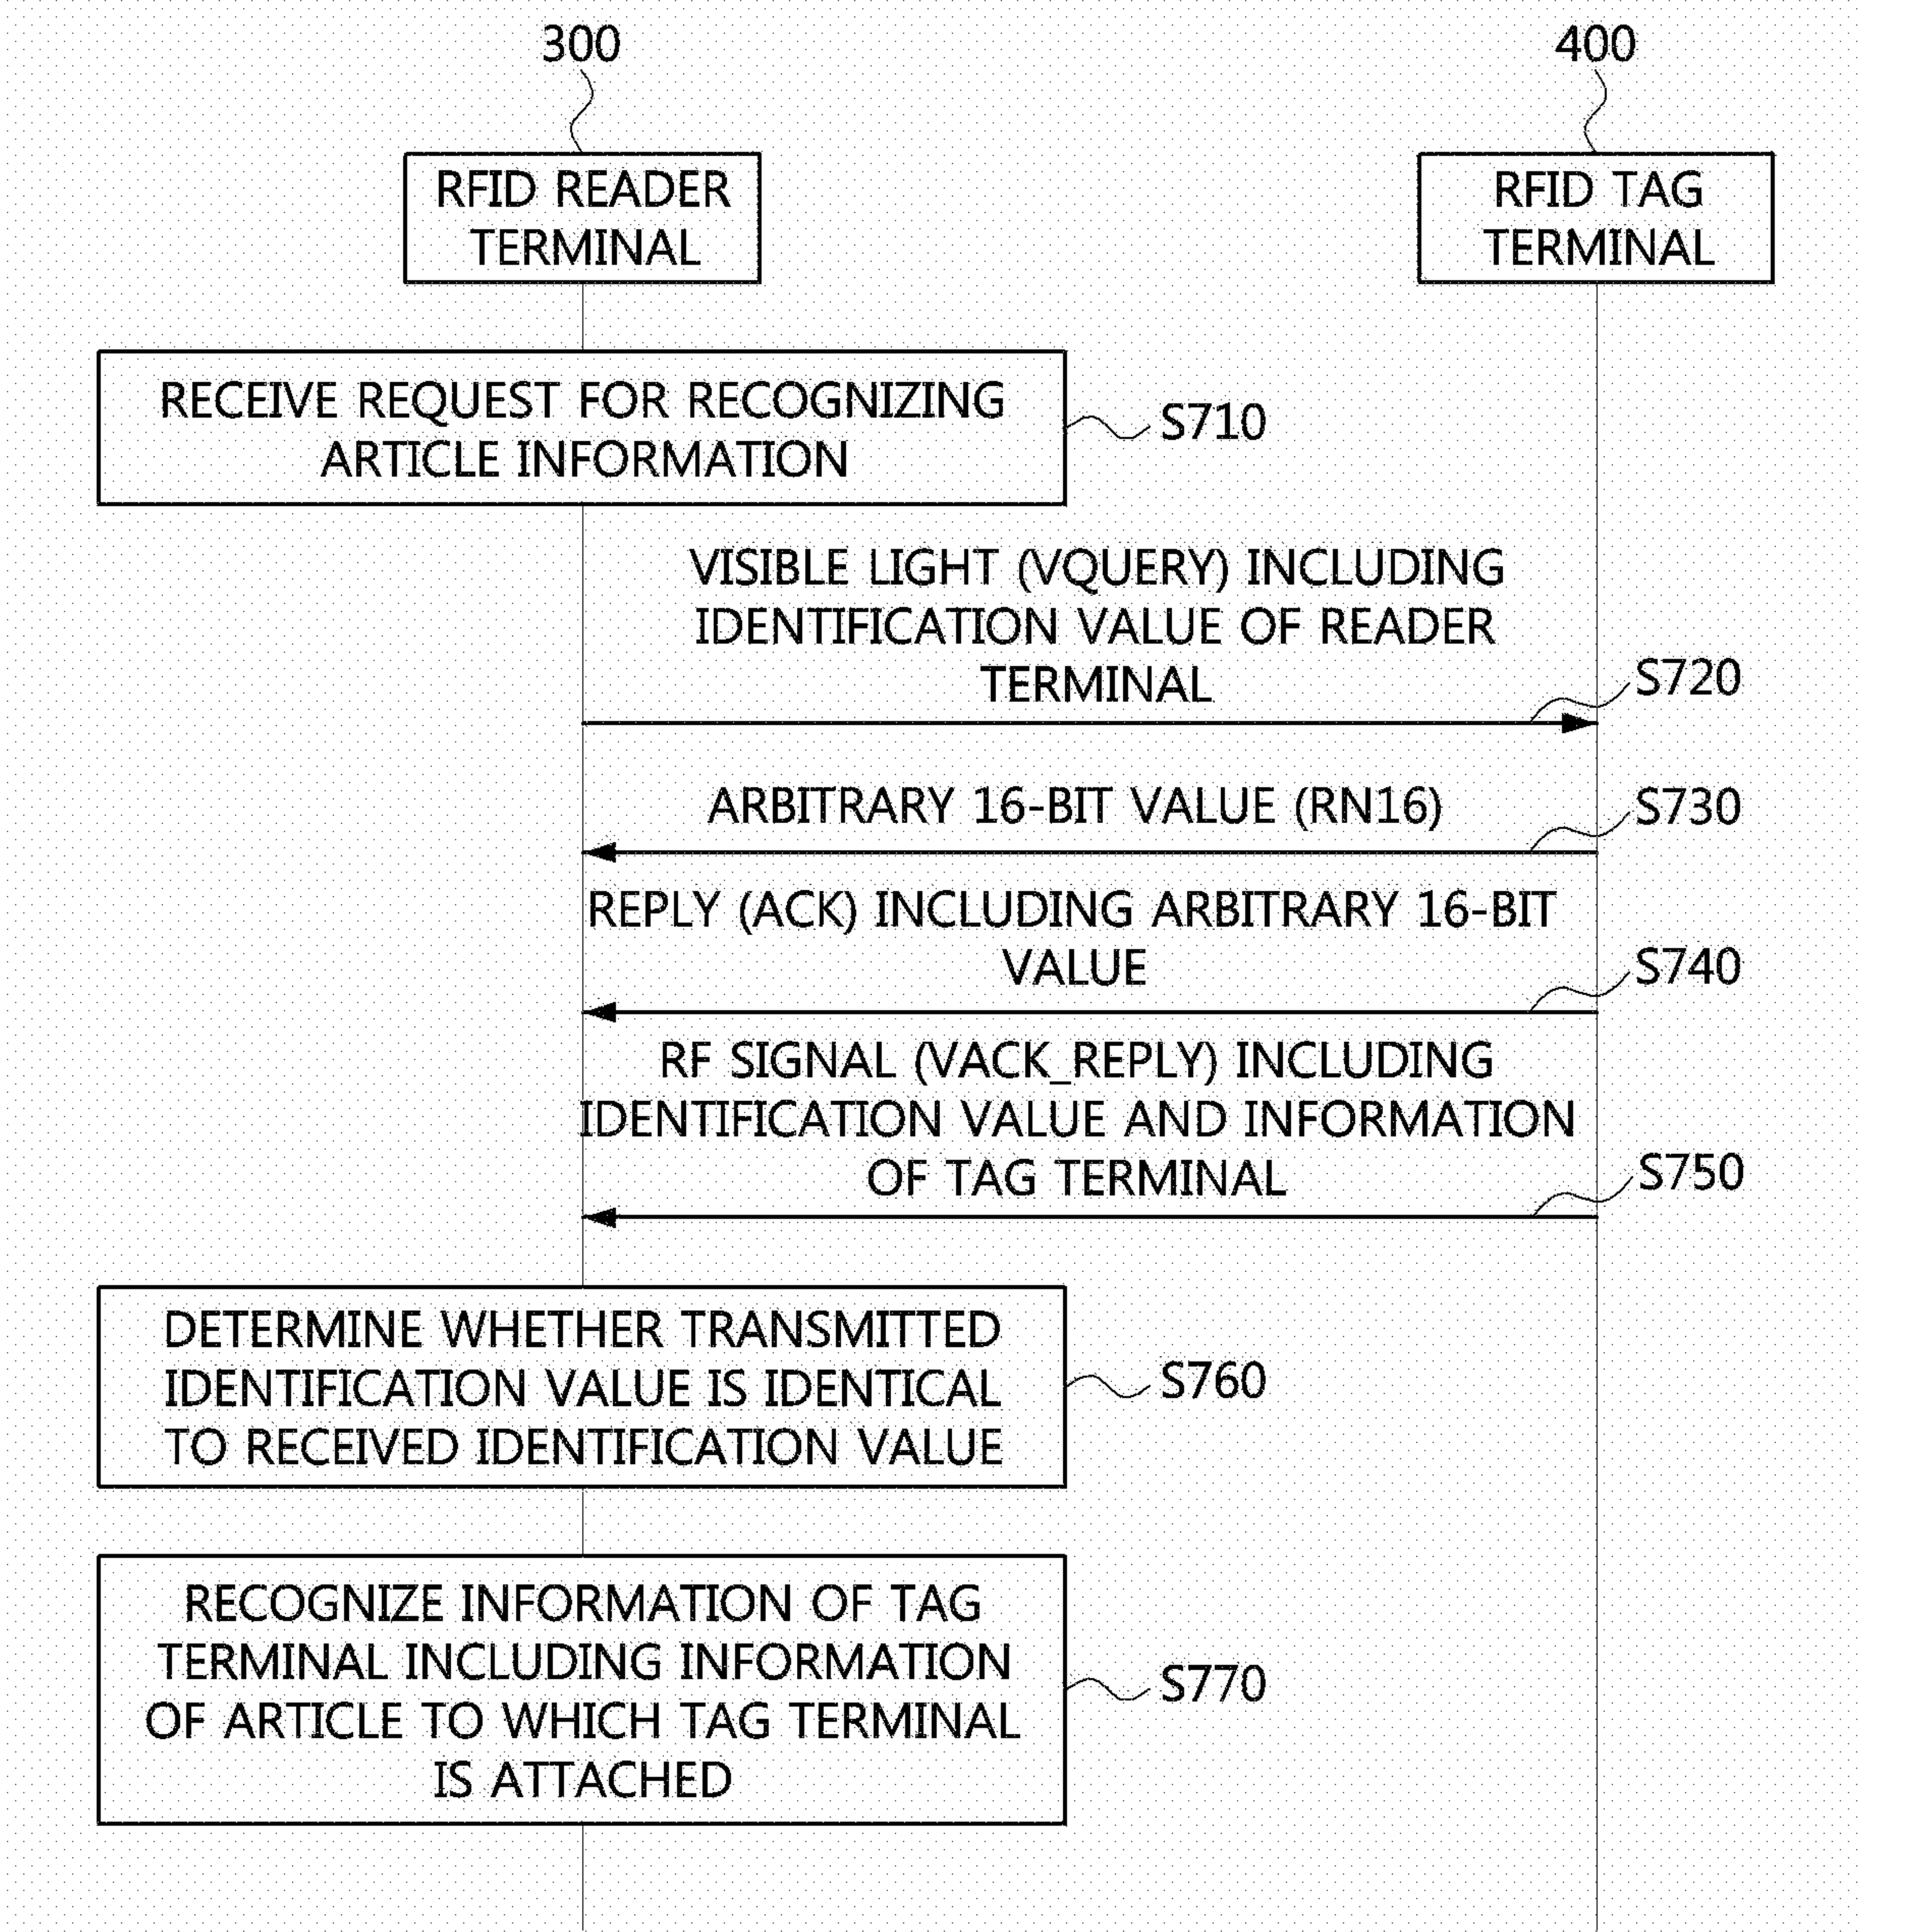 300
400
RFID READER
TERMINAL
RFID TAG
TERMINAL
RECEIVE REQUEST FOR RECOGNIZING
ARTICLE INFORMATION
S710
VISIBLE LIGHT (VQUERY) INCLUDING
IDENTIFICATION VALUE OF READER
TERMINAL
S720
ARBITRARY 16-BIT VALUE (RN16)
S730
REPLY (ACK) INCLUDING ARBITRARY 16-BIT
VALUE
S740
RF SIGNAL (VACK_REPLY) INCLUDING
IDENTIFICATION VALUE AND INFORMATION
OF TAG TERMINAL
S750
DETERMINE WHETHER TRANSMITTED
IDENTIFICATION VALUE IS IDENTICAL
TO RECEIVED IDENTIFICATION VALUE
S760
RECOGNIZE INFORMATION OF TAG
TERMINAL INCLUDING INFORMATION
OF ARTICLE TO WHICH TAG TERMINAL
IS ATTACHED
S770